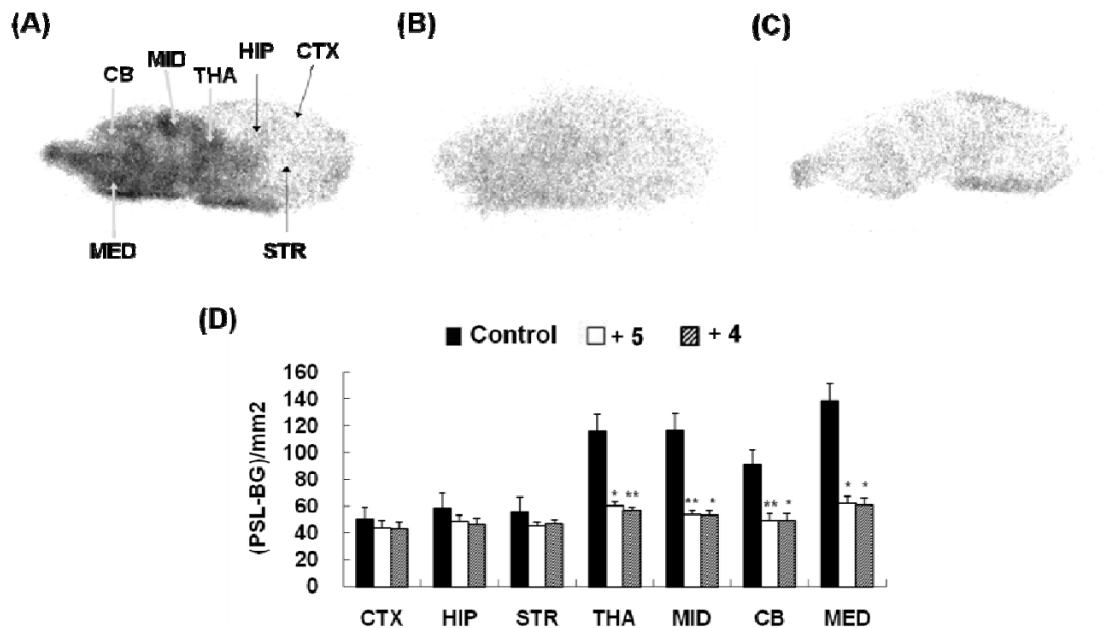 (A)
(B)
(C)
MID
HIP
CTX
CB
THA
MED
STR
(D)
Control + 5 + 4
(PSL-BG)/mm2
160
140
120
100
80
60
40
20
0
* **
** *
** *
* *
CTX HIP STR THA MID CB MED